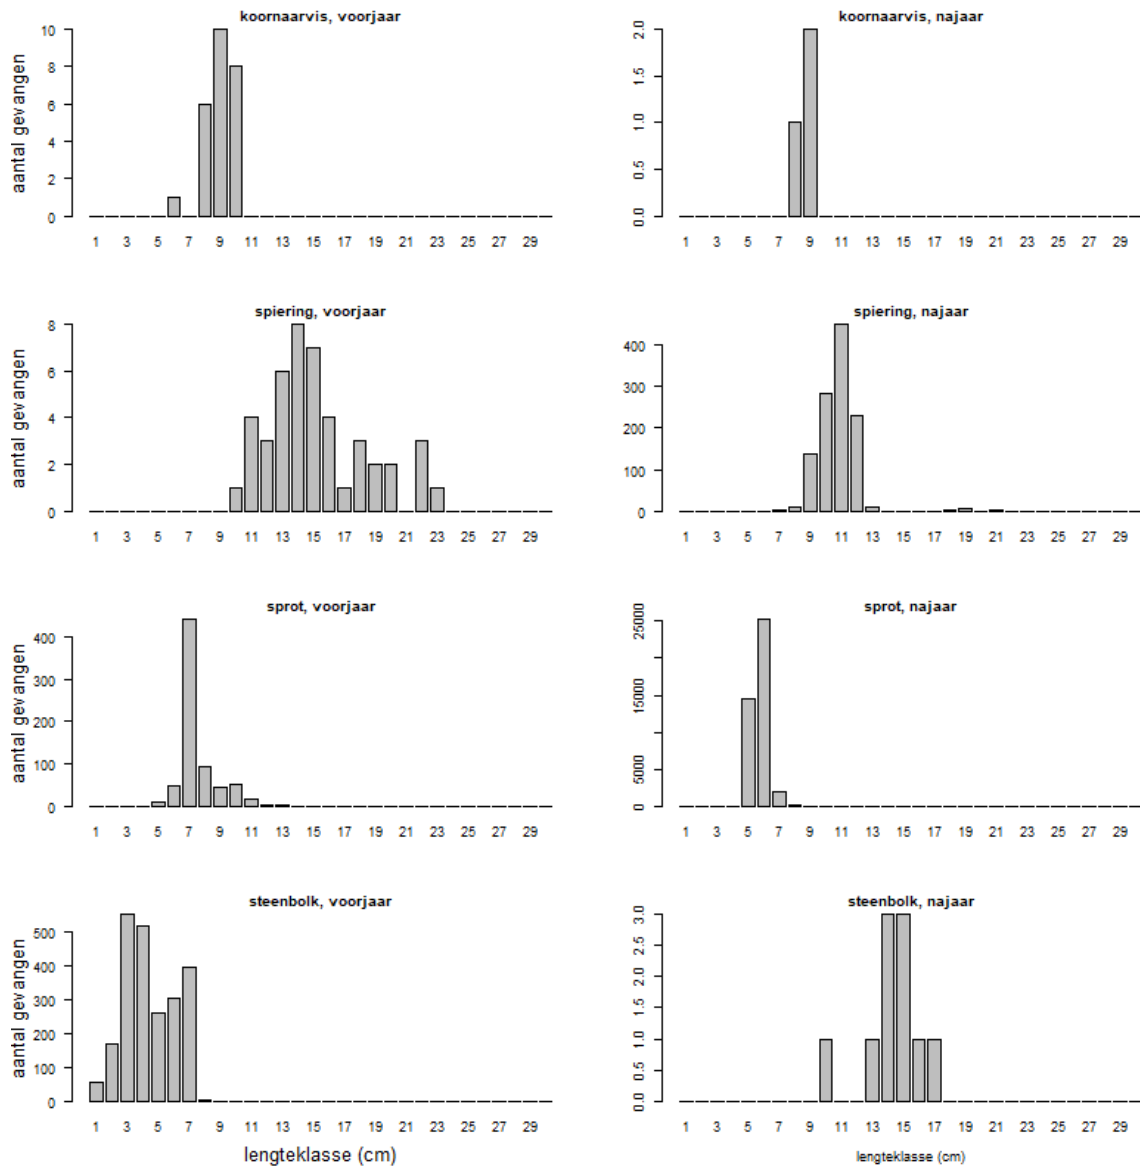 koornaarvis, voorjaar
aantal gevangen
10
8
6
4
2
0
1 3 5 7 9 11 13 15 17 19 21 23 25 27 29
koornaarvis, najaar
2.0
1.5
1.0
0.5
0.0
1 3 5 7 9 11 13 15 17 19 21 23 25 27 29
spiering, voorjaar
aantal gevangen
8
6
4
2
0
1 3 5 7 9 11 13 15 17 19 21 23 25 27 29
spiering, najaar
400
300
200
100
0
1 3 5 7 9 11 13 15 17 19 21 23 25 27 29
sprot, voorjaar
aantal gevangen
400
300
200
100
0
1 3 5 7 9 11 13 15 17 19 21 23 25 27 29
sprot, najaar
25000
15000
5000
0
1 3 5 7 9 11 13 15 17 19 21 23 25 27 29
steenbolk, voorjaar
aantal gevangen
500
400
300
200
100
0
1 3 5 7 9 11 13 15 17 19 21 23 25 27 29
lengteklasse (cm)
steenbolk, najaar
3.0
2.5
2.0
1.5
1.0
0.5
0.0
1 3 5 7 9 11 13 15 17 19 21 23 25 27 29
lengteklasse (cm)